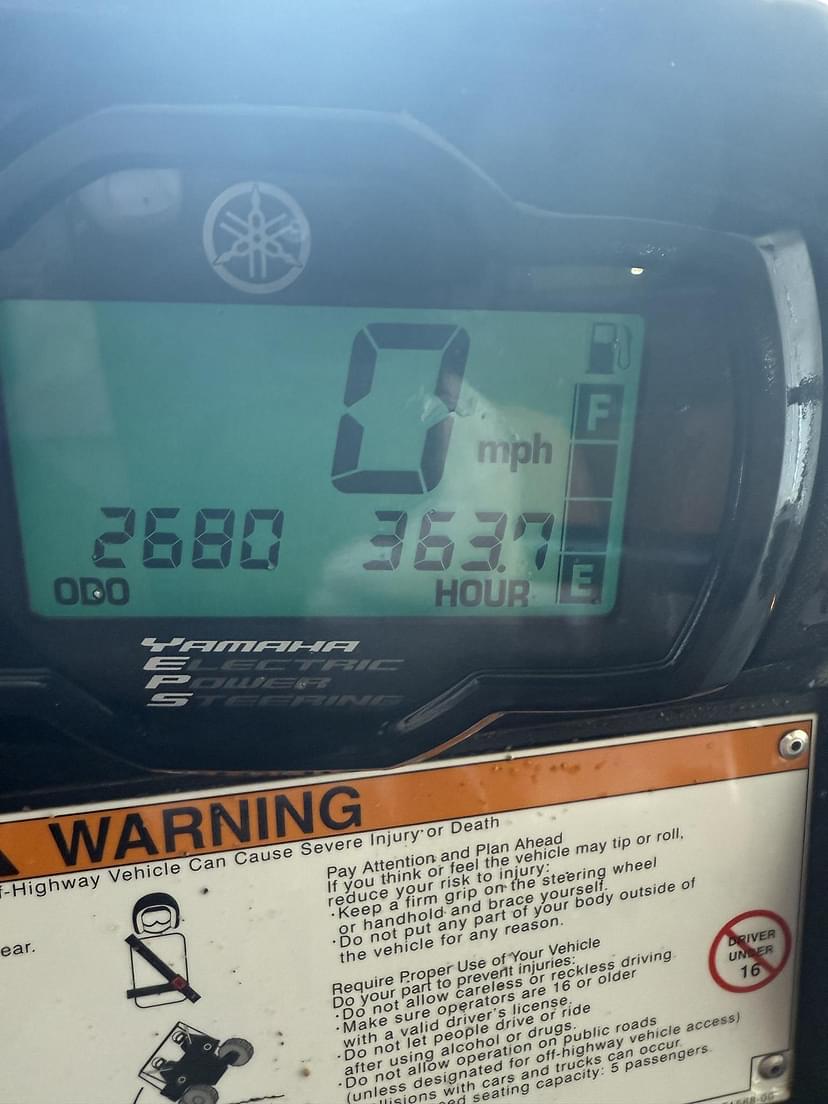 0 mph
F
2680 363.7
ODO HOUR E
YAMAHA
ELECTRIC
POWER
STEERING
WARNING
f-Highway Vehicle Can Cause Severe Injury or Death
ear.
Pay Attention and Plan Ahead
If you think or feel the vehicle may tip or roll,
reduce your risk to injury:
·Keep a firm grip on the steering wheel
or handhold and brace yourself.
·Do not put any part of your body outside of
the vehicle for any reason.
Require Proper Use of Your Vehicle
Do your part to prevent injuries:
·Do not allow careless or reckless driving.
·Make sure operators are 16 or older
with a valid driver's license.
·Do not let people drive or ride
after using alcohol or drugs.
·Do not allow operation on public roads
(unless designated for off-highway vehicle access)
collisions with cars and trucks can occur.
seating capacity: 5 passengers.
DRIVER
UNDER
16